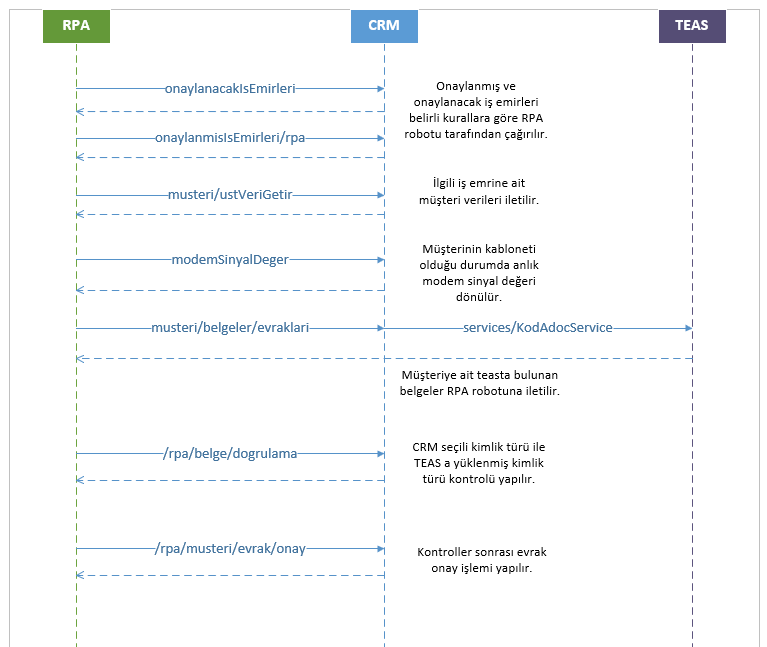 RPA
CRM
TEAS
onaylanacakIsEmirleri
Onaylanmış ve
onaylanacak iş emirleri
belirli kurallara göre RPA
robotu tarafından çağırılır.
onaylanmisIsEmirleri/rpa
musteri/ustVeriGetir
İlgili iş emrine ait
müşteri verileri iletilir.
modemSinyalDeger
Müşterinin kabloneti
olduğu durumda anlık
modem sinyal değeri
dönülür.
musteri/belgeler/evraklari
services/KodAdocService
Müşteriye ait teasta bulunan
belgeler RPA robotuna iletilir.
/rpa/belge/dogrulama
CRM seçili kimlik türü ile
TEAS a yüklenmiş kimlik
türü kontrolü yapılır.
/rpa/musteri/evrak/onay
Kontroller sonrası evrak
onay işlemi yapılır.